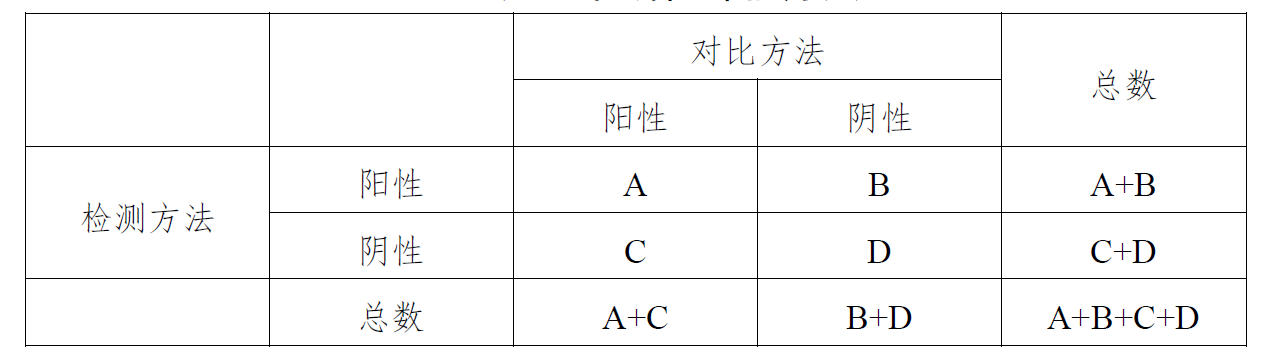 对比方法 总数
阳性 阴性
检测方法 阳性 A B A+B
阴性 C D C+D
总数 A+C B+D A+B+C+D